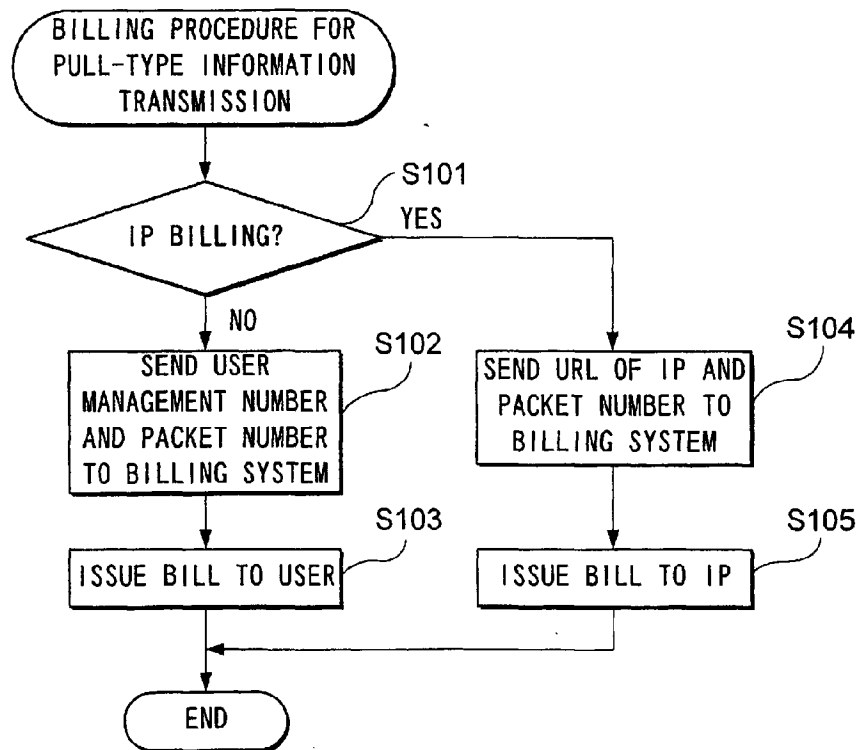 BILLING PROCEDURE FOR
PULL-TYPE INFORMATION
TRANSMISSION
S101
IP BILLING?
YES
NO
S102
SEND USER
MANAGEMENT NUMBER
AND PACKET NUMBER
TO BILLING SYSTEM
S104
SEND URL OF IP AND
PACKET NUMBER TO
BILLING SYSTEM
S103
ISSUE BILL TO USER
S105
ISSUE BILL TO IP
END